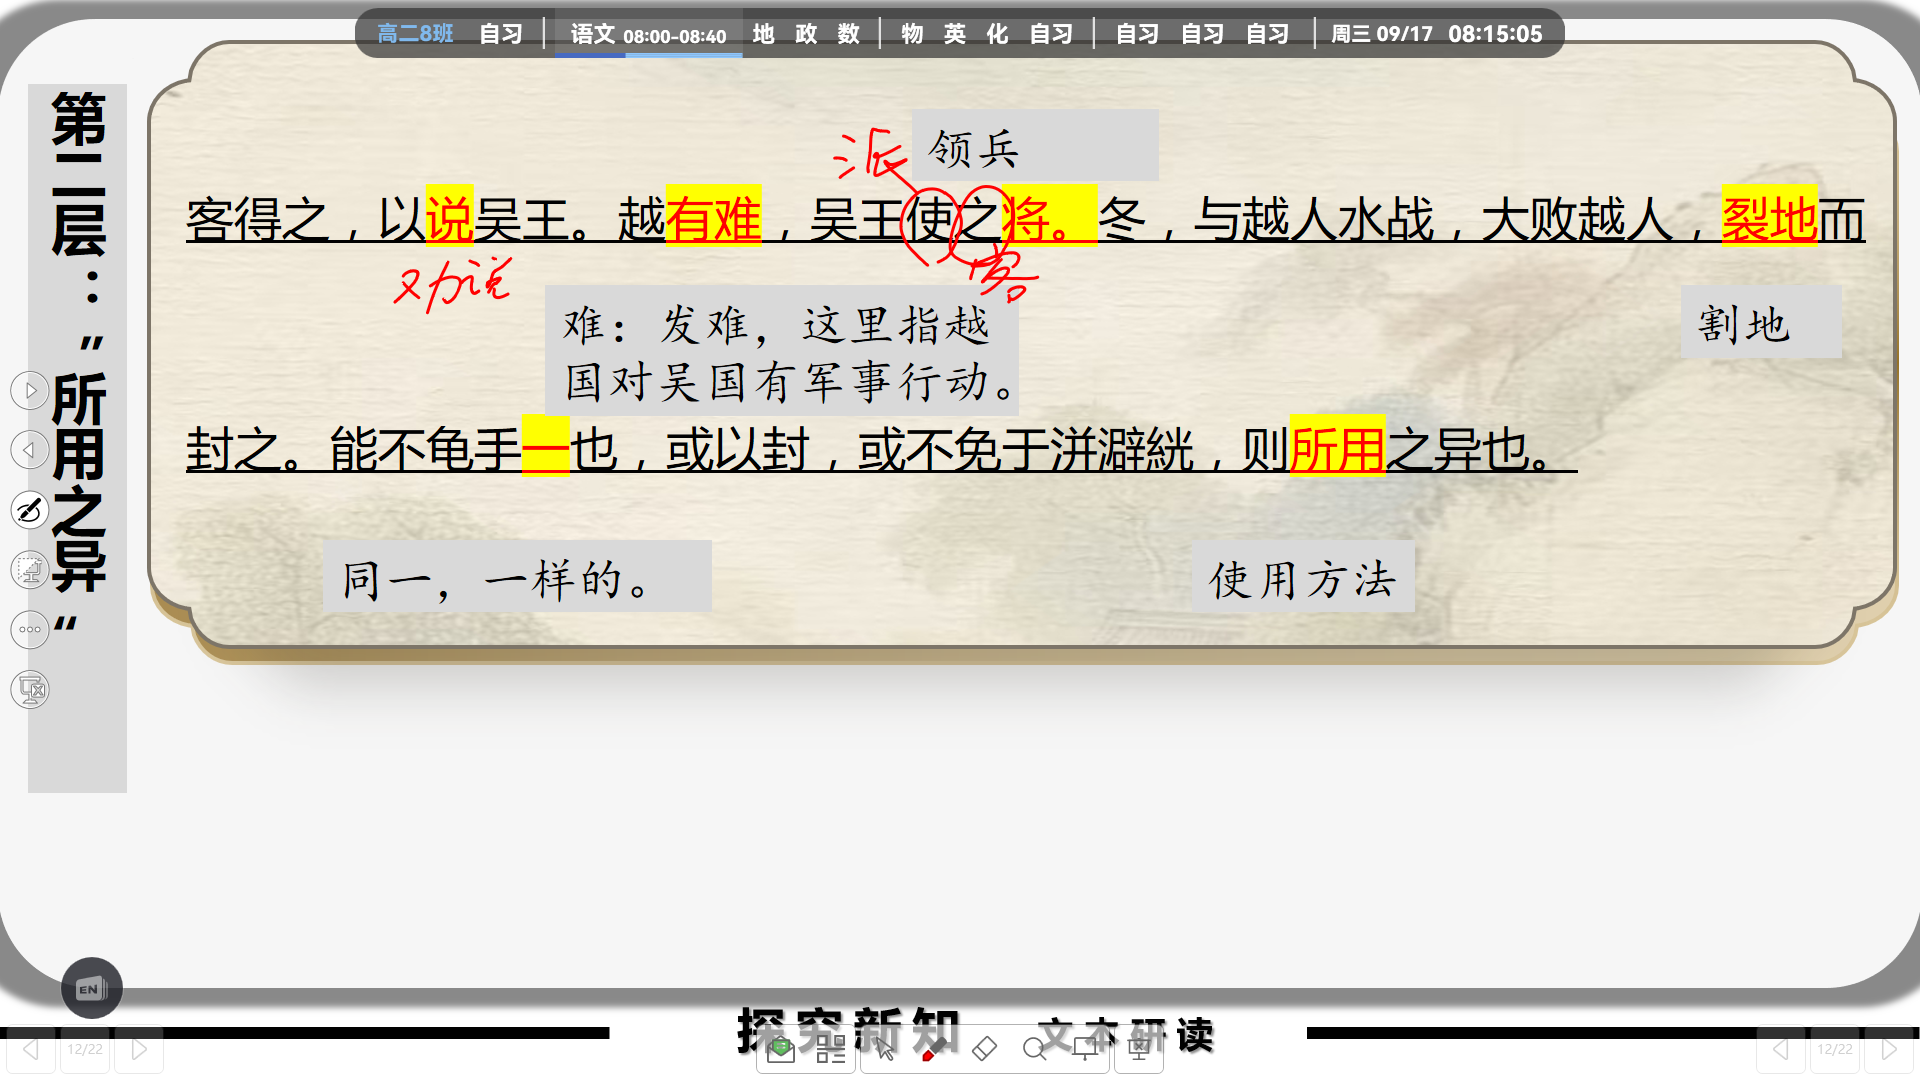 高二8班 自习 语文 08:00-08:40 地 政 数 物 英 化 自习 自习 自习 自习 周三 09/17 08:15:05
第二层："所用之异"
派 领兵
客得之，以说吴王。越有难，吴王使之将。冬，与越人水战，大败越人，裂地而
劝说 客
难：发难，这里指越
国对吴国有军事行动。
割地
封之。能不龟手一也，或以封，或不免于洴澼絖，则所用之异也。
同一，一样的。 使用方法
EN
探究新知 文本研读
12/22 12/22